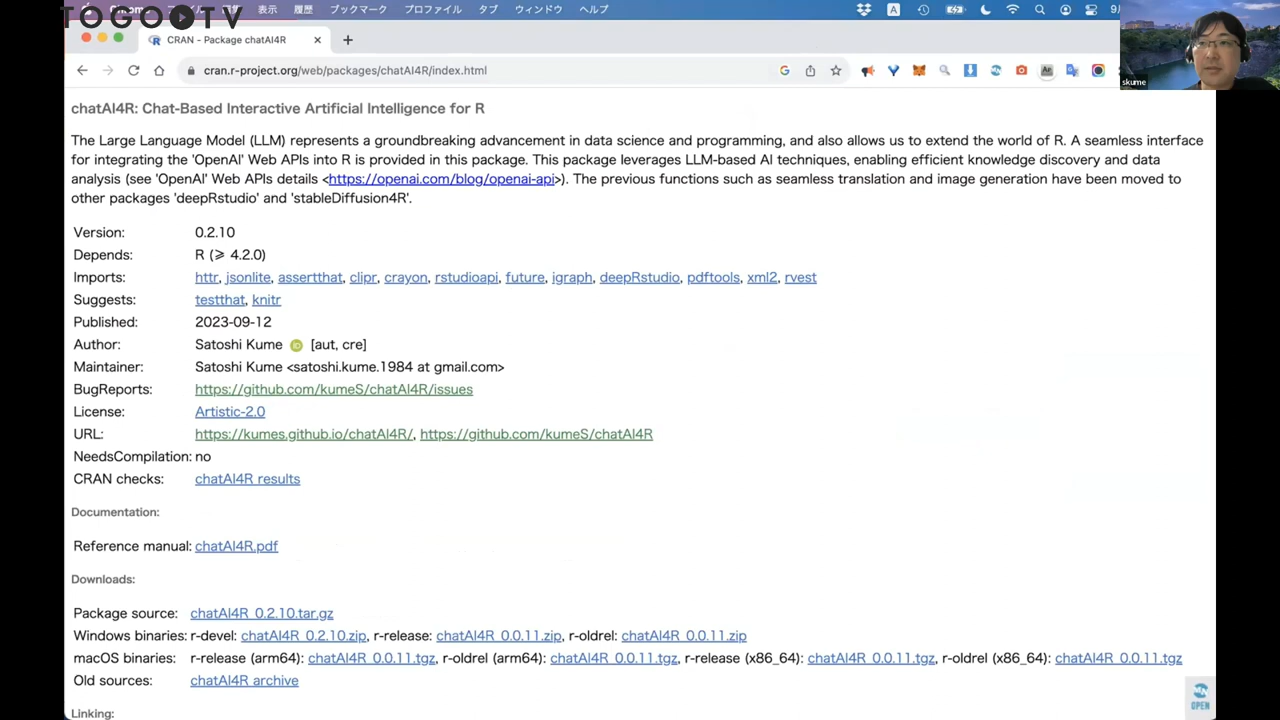 TOGO TV
表示 履歴 ブックマーク プロファイル タブ ウィンドウ ヘルプ
CRAN - Package chatAI4R
cran.r-project.org/web/packages/chatAI4R/index.html
skume
chatAI4R: Chat-Based Interactive Artificial Intelligence for R
The Large Language Model (LLM) represents a groundbreaking advancement in data science and programming, and also allows us to extend the world of R. A seamless interface
for integrating the 'OpenAI' Web APIs into R is provided in this package. This package leverages LLM-based AI techniques, enabling efficient knowledge discovery and data
analysis (see 'OpenAI' Web APIs details <https://openai.com/blog/openai-api>). The previous functions such as seamless translation and image generation have been moved to
other packages 'deepRstudio' and 'stableDiffusion4R'.
Version: 0.2.10
Depends: R (≥ 4.2.0)
Imports: httr, jsonlite, assertthat, clipr, crayon, rstudioapi, future, igraph, deepRstudio, pdftools, xml2, rvest
Suggests: testthat, knitr
Published: 2023-09-12
Author: Satoshi Kume iD [aut, cre]
Maintainer: Satoshi Kume <satoshi.kume.1984 at gmail.com>
BugReports: https://github.com/kumeS/chatAI4R/issues
License: Artistic-2.0
URL: https://kumes.github.io/chatAI4R/, https://github.com/kumeS/chatAI4R
NeedsCompilation: no
CRAN checks: chatAI4R results
Documentation:
Reference manual: chatAI4R.pdf
Downloads:
Package source: chatAI4R_0.2.10.tar.gz
Windows binaries: r-devel: chatAI4R_0.2.10.zip, r-release: chatAI4R_0.0.11.zip, r-oldrel: chatAI4R_0.0.11.zip
macOS binaries: r-release (arm64): chatAI4R_0.0.11.tgz, r-oldrel (arm64): chatAI4R_0.0.11.tgz, r-release (x86_64): chatAI4R_0.0.11.tgz, r-oldrel (x86_64): chatAI4R_0.0.11.tgz
Old sources: chatAI4R archive
OPEN
Linking: